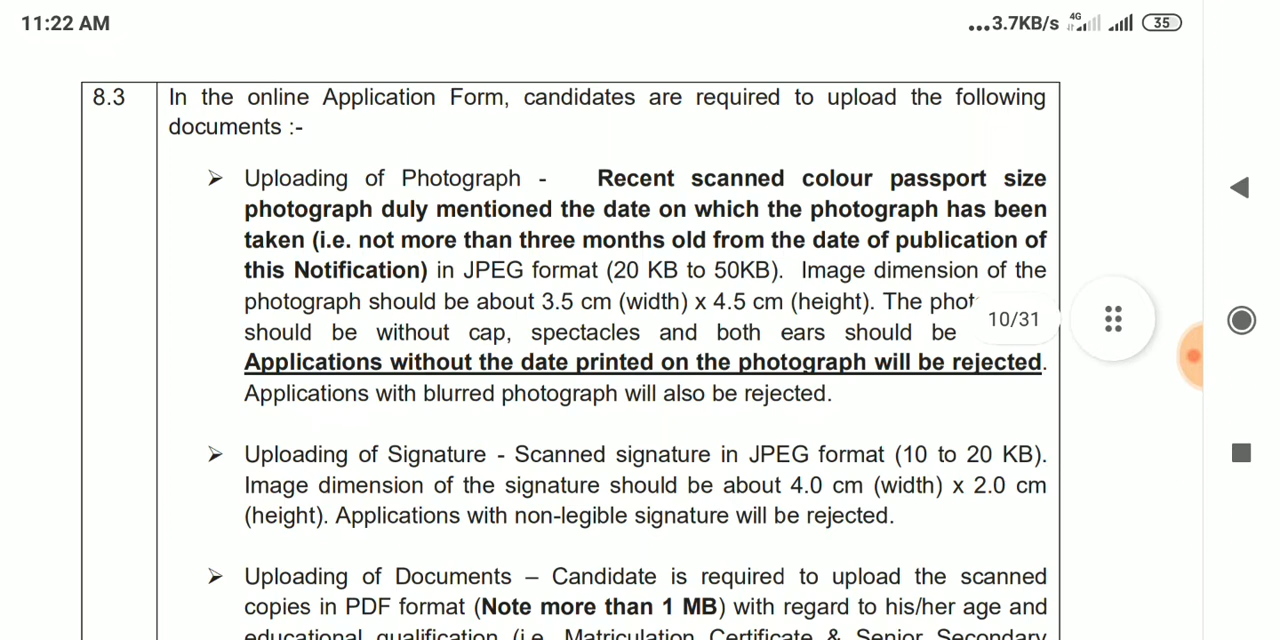 11:22 AM
...3.7KB/s 4G 35
8.3 In the online Application Form, candidates are required to upload the following
documents :-
➢ Uploading of Photograph - Recent scanned colour passport size
photograph duly mentioned the date on which the photograph has been
taken (i.e. not more than three months old from the date of publication of
this Notification) in JPEG format (20 KB to 50KB). Image dimension of the
photograph should be about 3.5 cm (width) x 4.5 cm (height). The
should be without cap, spectacles and both ears should be
10/31
Applications without the date printed on the photograph will be rejected.
Applications with blurred photograph will also be rejected.
➢ Uploading of Signature - Scanned signature in JPEG format (10 to 20 KB).
Image dimension of the signature should be about 4.0 cm (width) x 2.0 cm
(height). Applications with non-legible signature will be rejected.
➢ Uploading of Documents – Candidate is required to upload the scanned
copies in PDF format (Note more than 1 MB) with regard to his/her age and
educational qualification (i.e. Matriculation Certificate & Senior Secondary